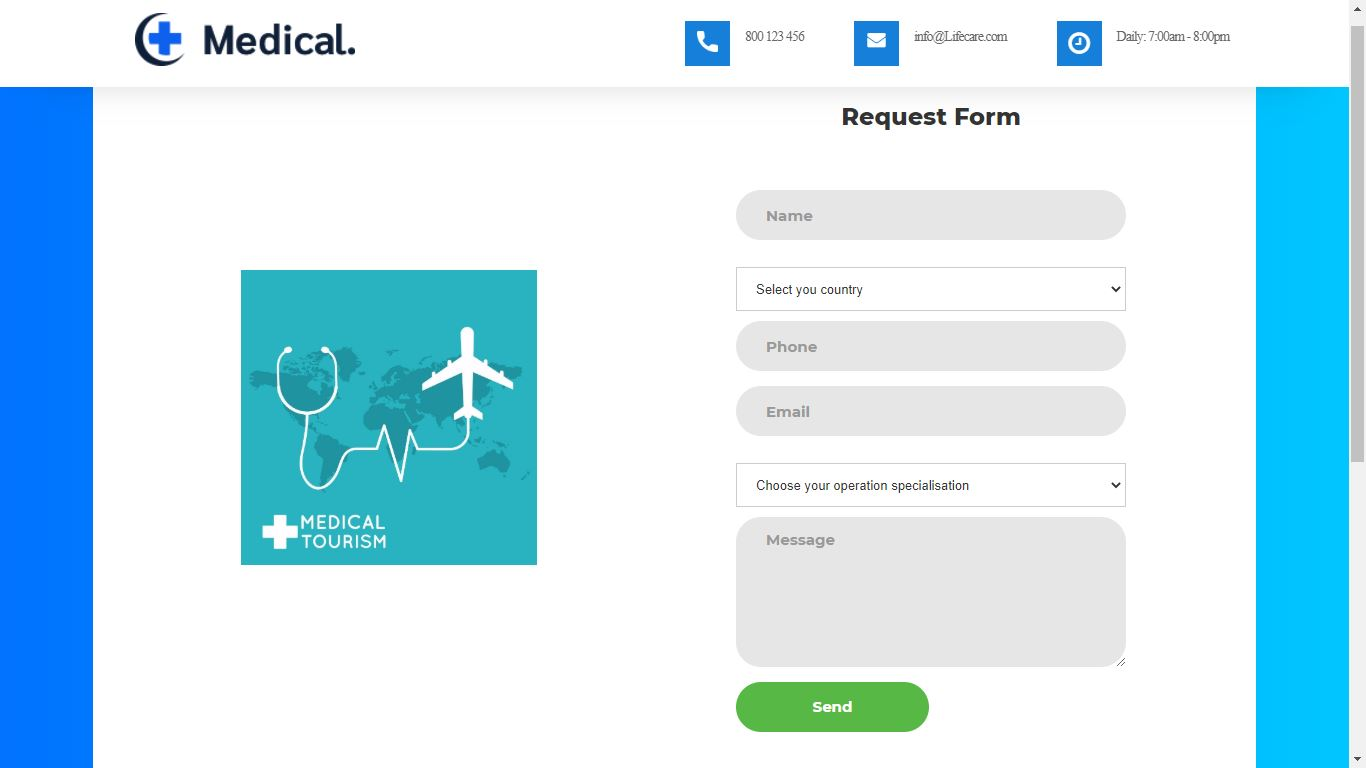 Medical.
800 123 456
info@Lifecare.com
Daily: 7:00am - 8:00pm
Request Form
Name
Select you country
Phone
Email
Choose your operation specialisation
Message
Send
MEDICAL
TOURISM